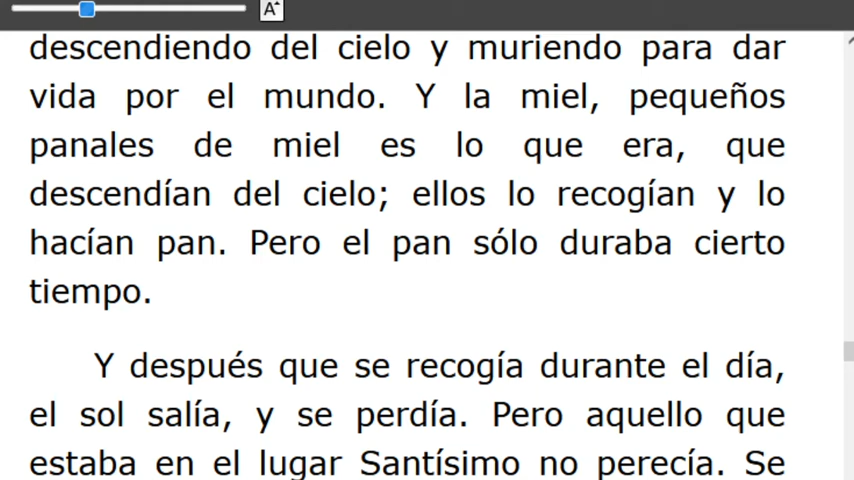 A
descendiendo del cielo y muriendo para dar
vida por el mundo. Y la miel, pequeños
panales de miel es lo que era, que
descendían del cielo; ellos lo recogían y lo
hacían pan. Pero el pan sólo duraba cierto
tiempo.
Y después que se recogía durante el día,
el sol salía, y se perdía. Pero aquello que
estaba en el lugar Santísimo no perecía. Se